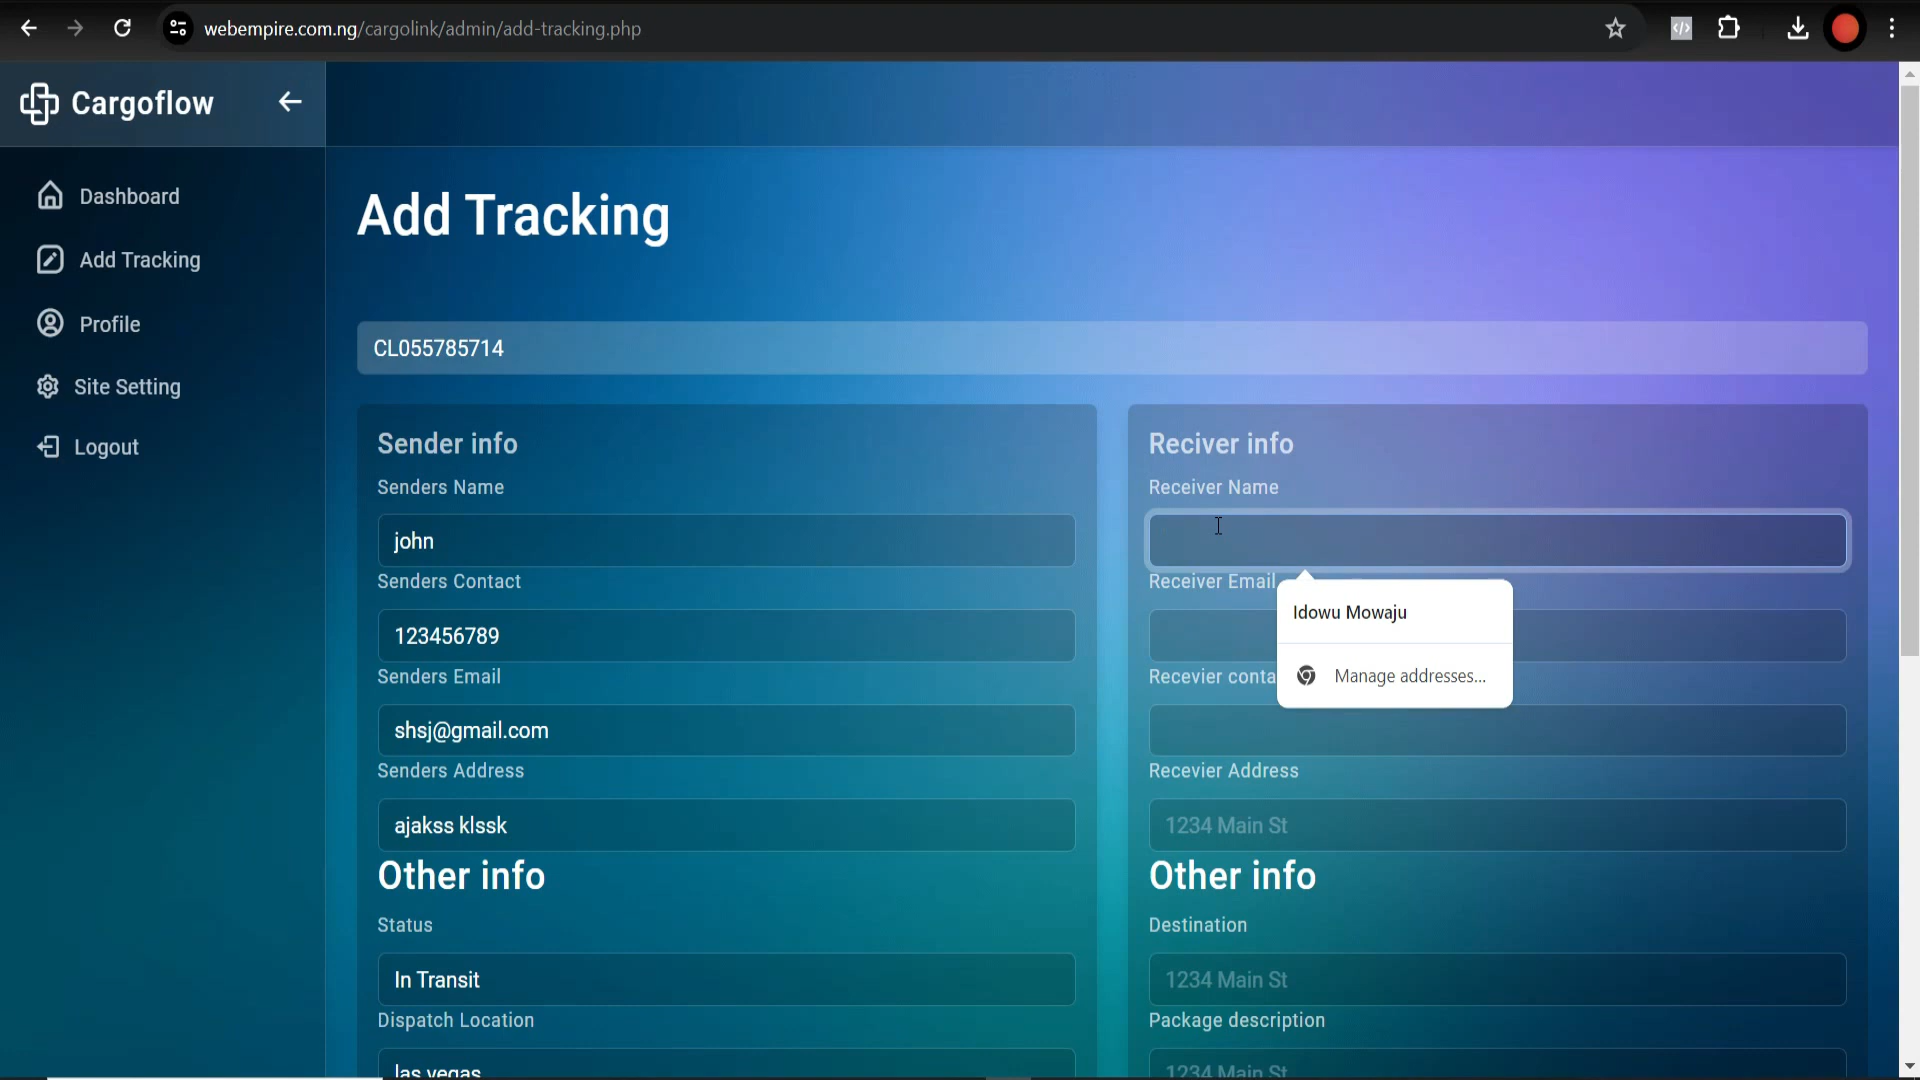 webempire.com.ng/cargolink/admin/add-tracking.php
Cargoflow
Dashboard
Add Tracking
Profile
Site Setting
Logout
Add Tracking
CL055785714
Sender info
Senders Name
john
Senders Contact
123456789
Senders Email
shsj@gmail.com
Senders Address
ajakss klssk
Other info
Status
In Transit
Dispatch Location
las vegas
Reciver info
Receiver Name
Receiver Email
Idowu Mowaju
Manage addresses...
Recevier conta
Recevier Address
1234 Main St
Other info
Destination
1234 Main St
Package description
1234 Main St